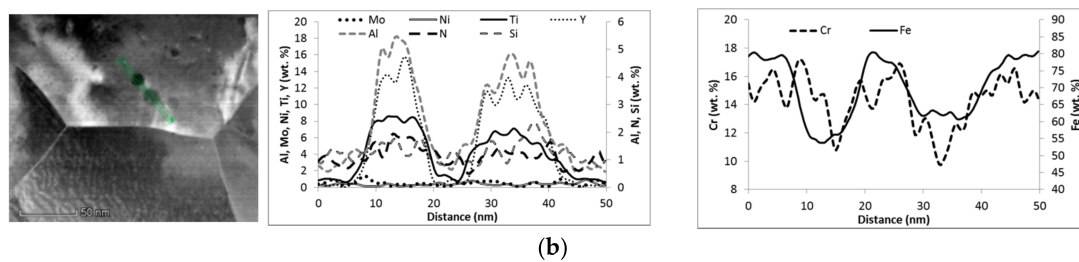 50 nm
Mo Ni Ti Y
Al N Si
Al, Mo, Ni, Ti, Y (wt. %)
20
18
16
14
12
10
8
6
4
2
0
6
5
4
3
2
1
0
Al, N, Si (wt. %)
0 10 20 30 40 50
Distance (nm)
Cr Fe
Cr (wt. %)
20
18
16
14
12
10
8
90
85
80
75
70
65
60
55
50
45
40
Fe (wt. %)
0 10 20 30 40 50
Distance (nm)
(b)